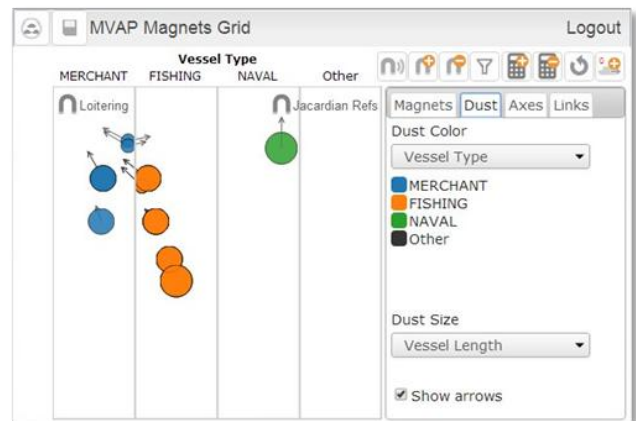 MVAP Magnets Grid
Logout
Vessel Type
MERCHANT FISHING NAVAL Other
Loitering
Jacardian Refs
Magnets Dust Axes Links
Dust Color
Vessel Type
MERCHANT
FISHING
NAVAL
Other
Dust Size
Vessel Length
Show arrows